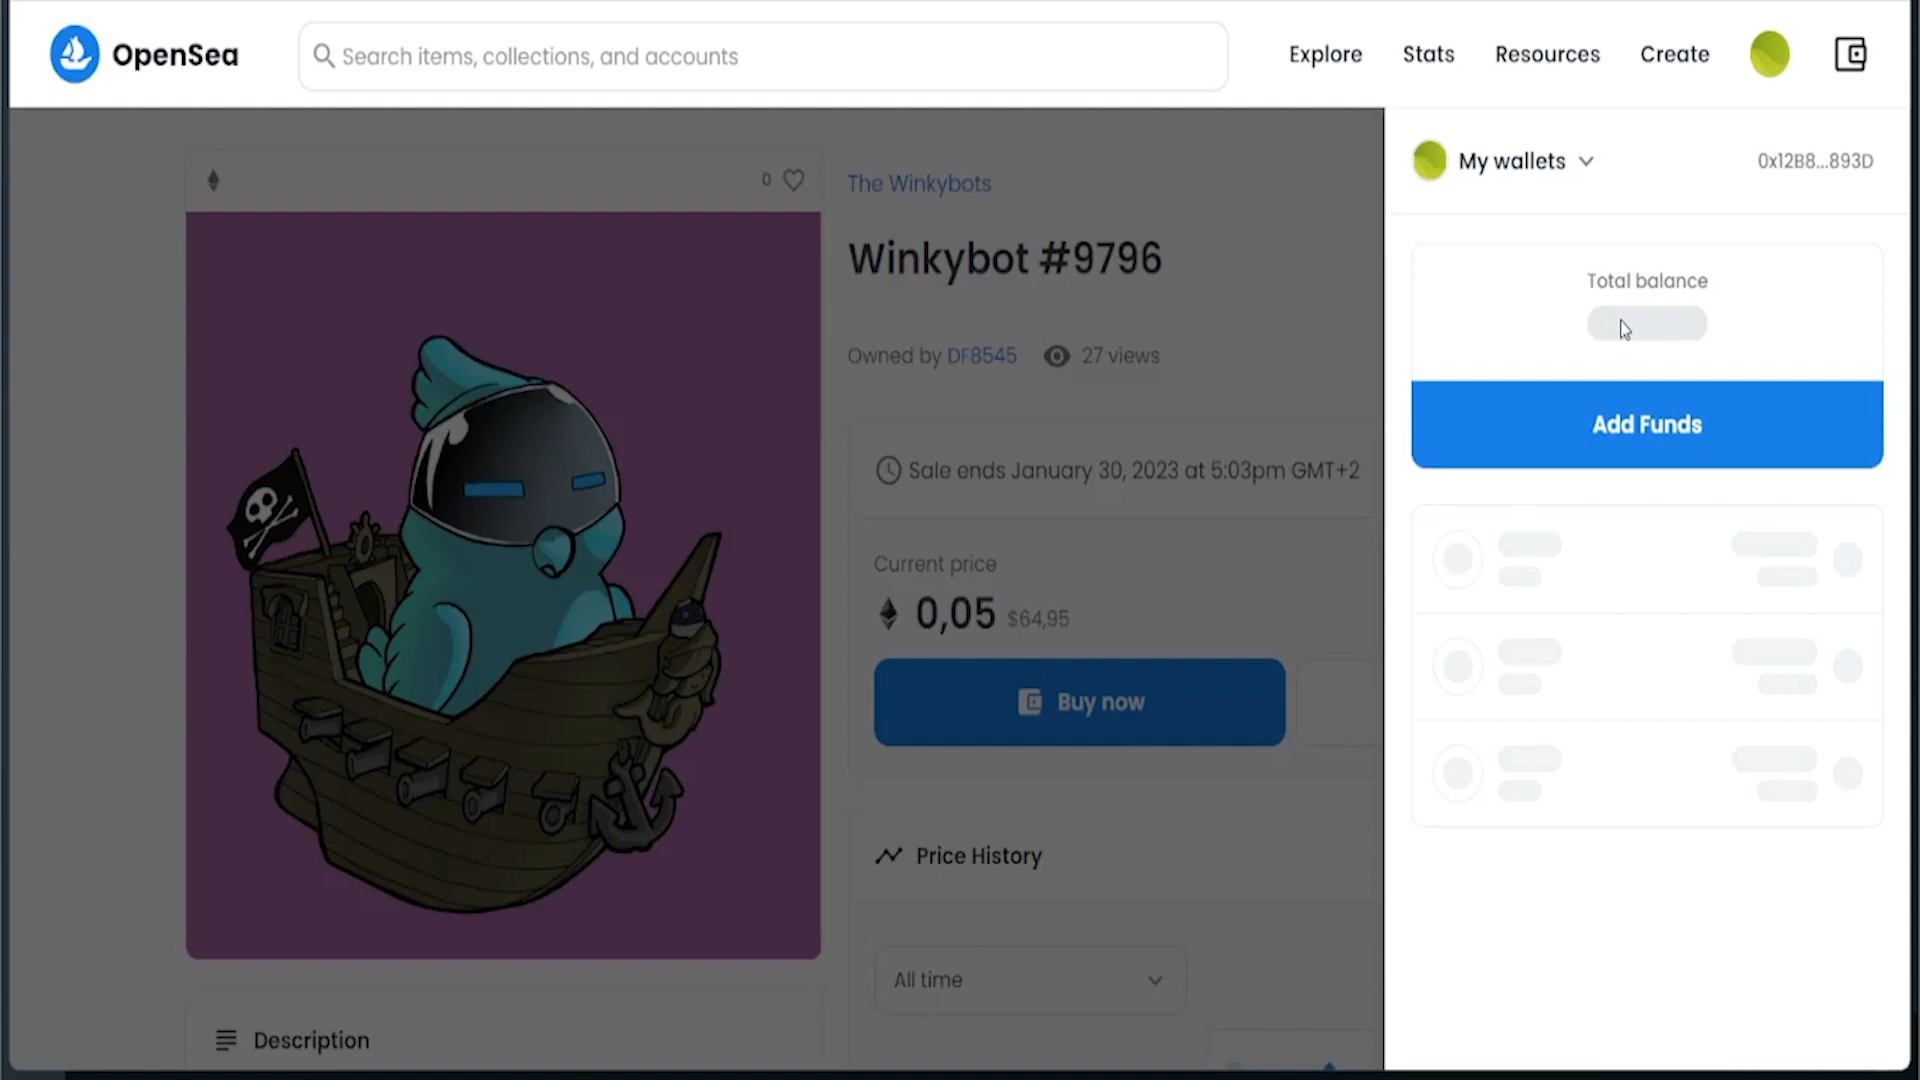 OpenSea
Search items, collections, and accounts
Explore
Stats
Resources
Create
0
The Winkybots
Winkybot #9796
Owned by DF8545
27 views
Sale ends January 30, 2023 at 5:03pm GMT+2
Current price
0,05 $64,95
Buy now
Price History
All time
Description
My wallets
0x12B8...893D
Total balance
Add Funds